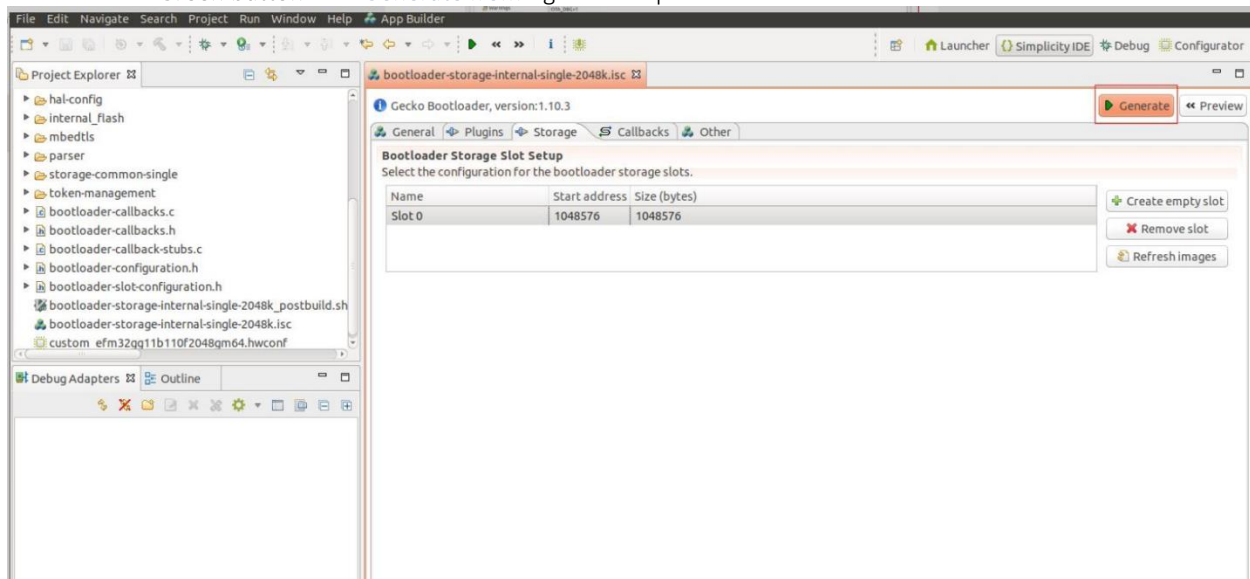 File Edit Navigate Search Project Run Window Help App Builder
Launcher Simplicity IDE Debug Configurator
Project Explorer
bootloader-storage-internal-single-2048k.isc
hal-config
internal_flash
mbedtls
parser
storage-common-single
token-management
bootloader-callbacks.c
bootloader-callbacks.h
bootloader-callback-stubs.c
bootloader-configuration.h
bootloader-slot-configuration.h
bootloader-storage-internal-single-2048k_postbuild.sh
bootloader-storage-internal-single-2048k.isc
custom_efm32gg11b110f2048gm64.hwconf
Debug Adapters Outline
Gecko Bootloader, version:1.10.3
Generate Preview
General Plugins Storage Callbacks Other
Bootloader Storage Slot Setup
Select the configuration for the bootloader storage slots.
Name Start address Size (bytes)
Slot 0 1048576 1048576
Create empty slot
Remove slot
Refresh images